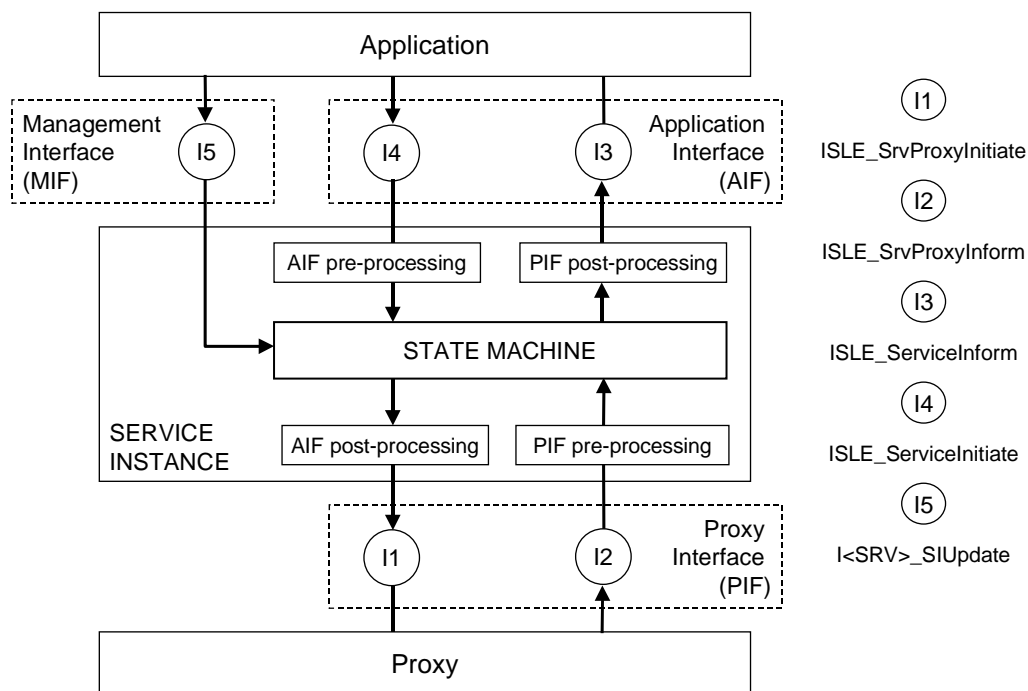 Application
Management
Interface
(MIF)
I5
I4
I3
Application
Interface
(AIF)
AIF pre-processing
PIF post-processing
STATE MACHINE
SERVICE
INSTANCE
AIF post-processing
PIF pre-processing
I1
I2
Proxy
Interface
(PIF)
Proxy
I1
ISLE_SrvProxyInitiate
I2
ISLE_SrvProxyInform
I3
ISLE_ServiceInform
I4
ISLE_ServiceInitiate
I5
I<SRV>_SIUpdate